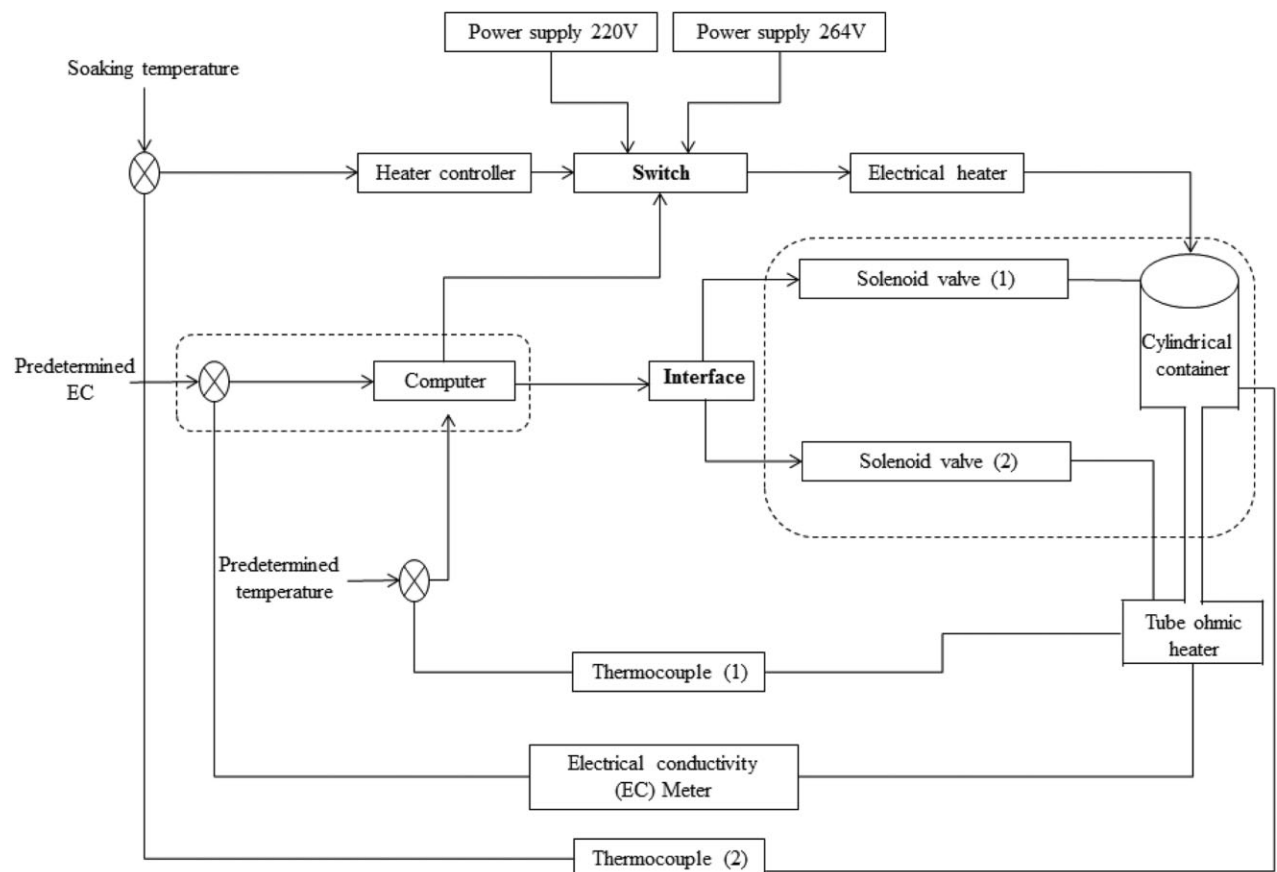 Power supply 220V
Power supply 264V
Soaking temperature
Heater controller
Switch
Electrical heater
Solenoid valve (1)
Cylindrical
container
Predetermined
EC
Computer
Interface
Solenoid valve (2)
Predetermined
temperature
Tube ohmic
heater
Thermocouple (1)
Electrical conductivity
(EC) Meter
Thermocouple (2)